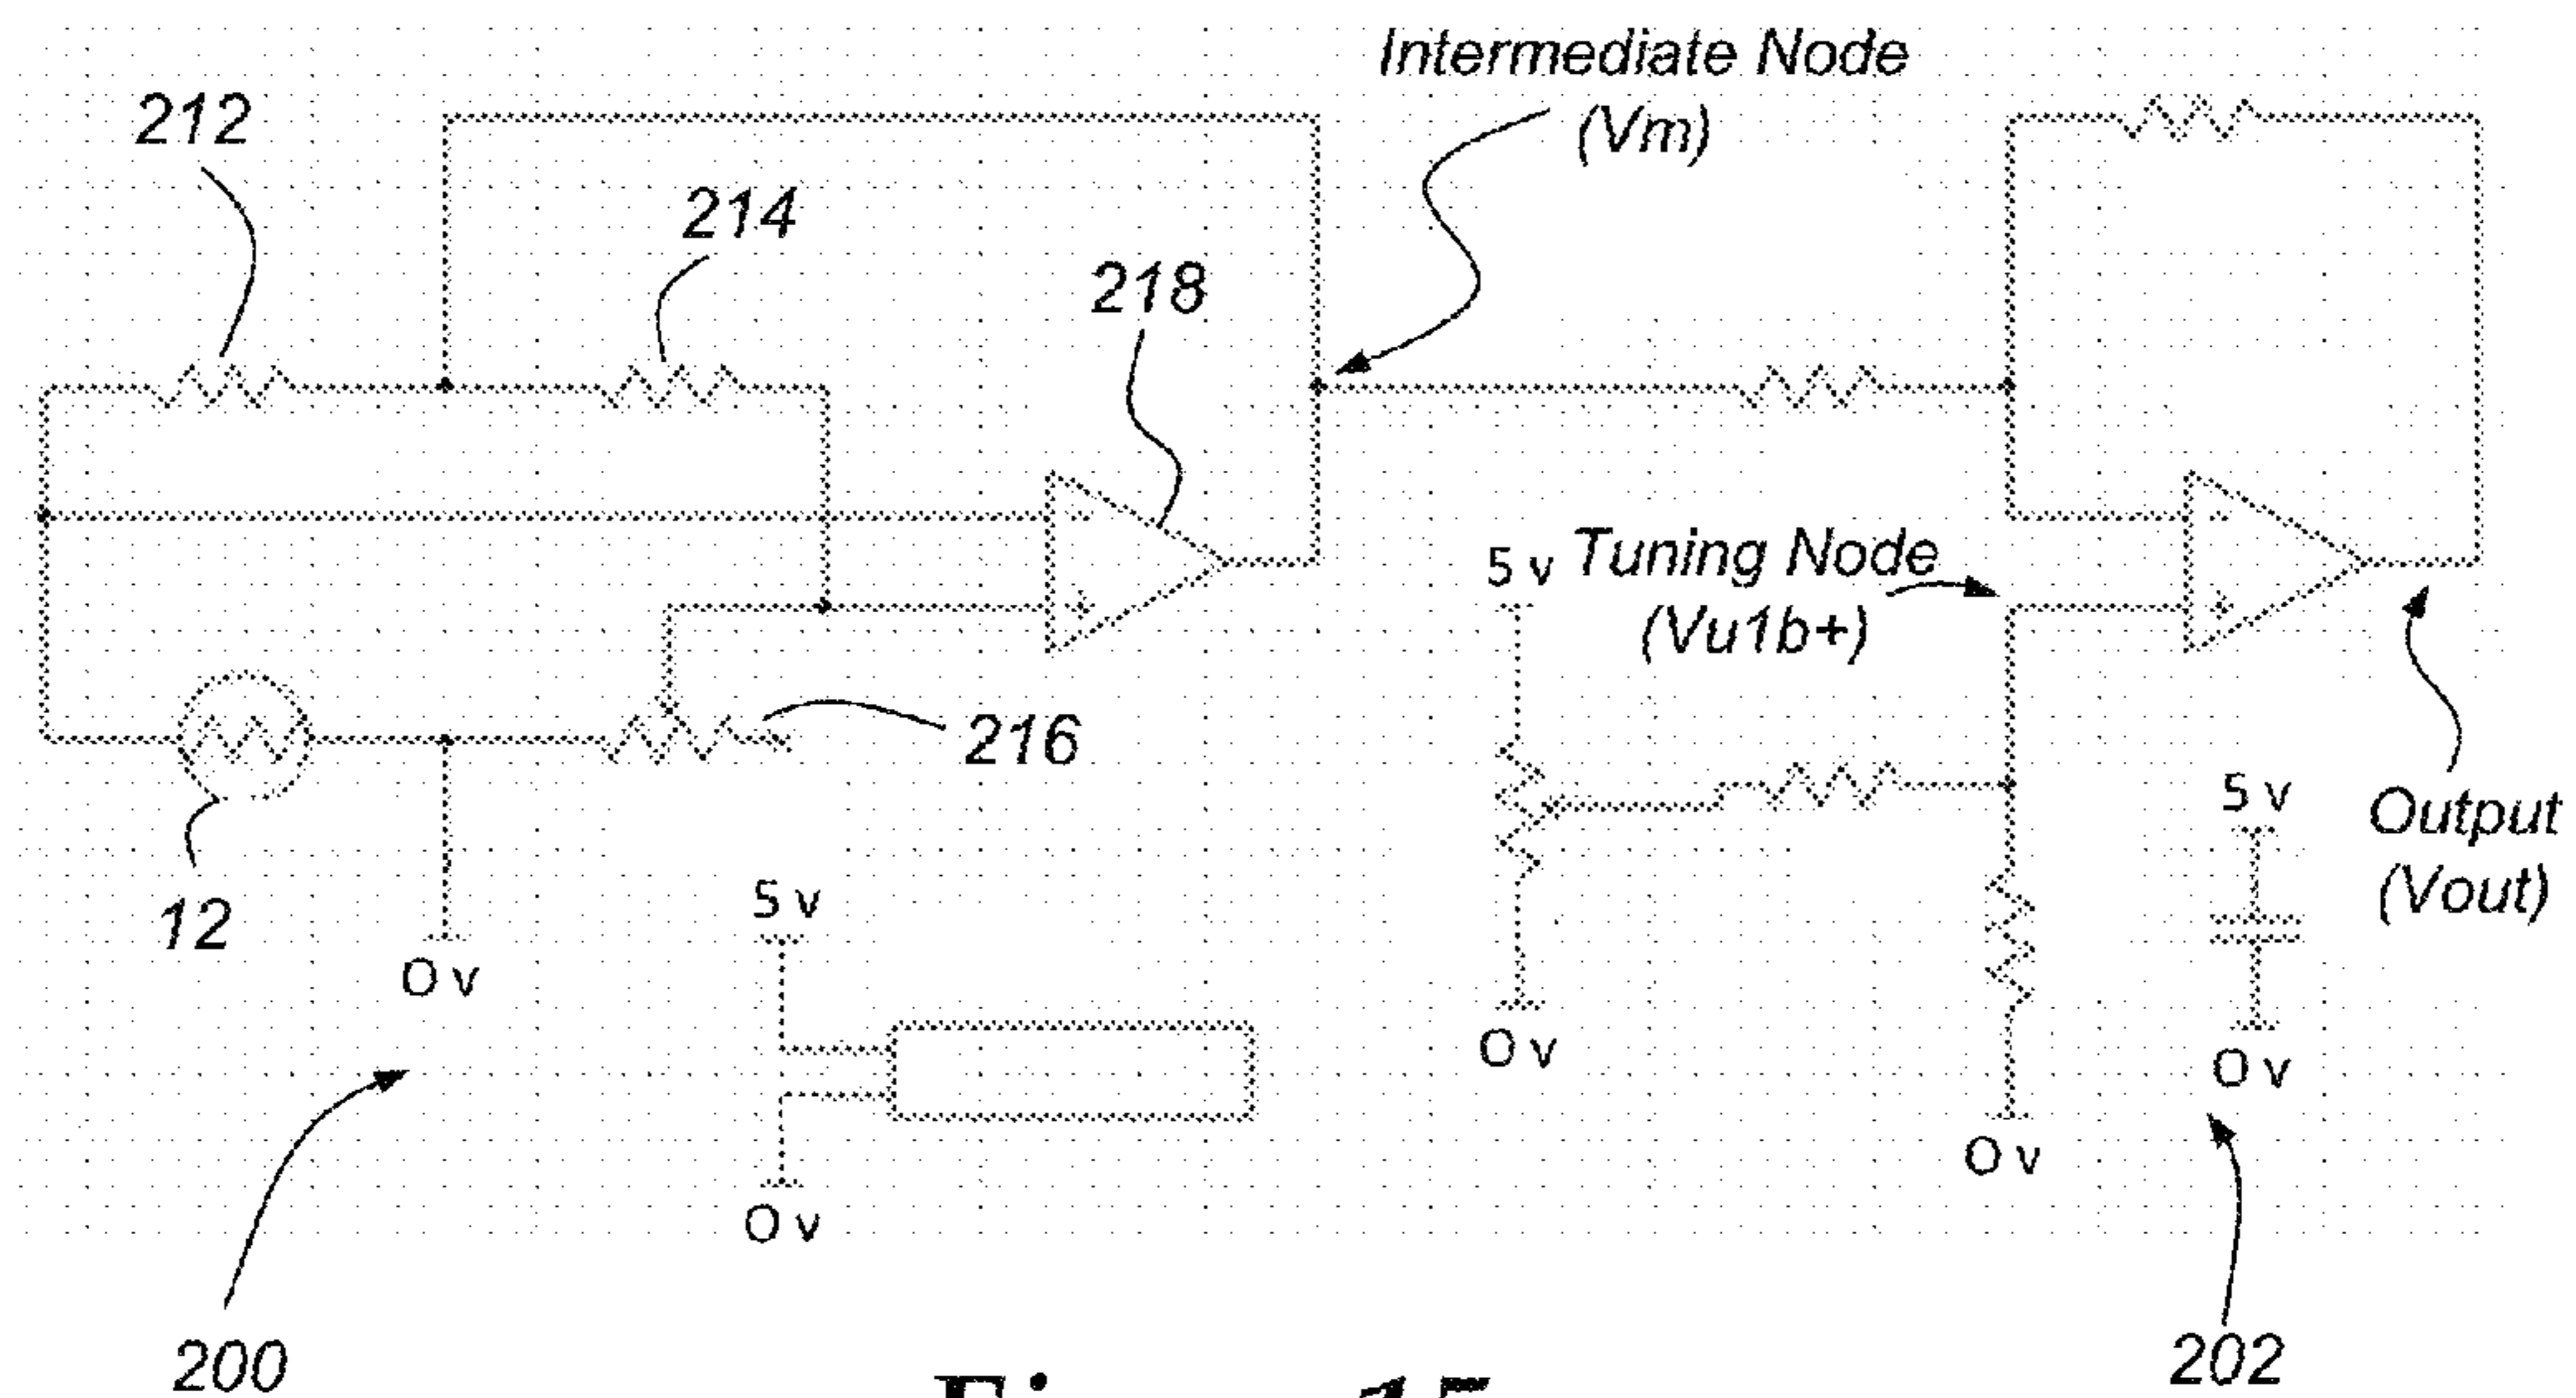 Intermediate Node
(Vm)
212
214
218
5 v
Tuning Node
(Vu1b+)
216
12
0 v
5 v
0 v
0 v
0 v
5 v
0 v
Output
(Vout)
200
202